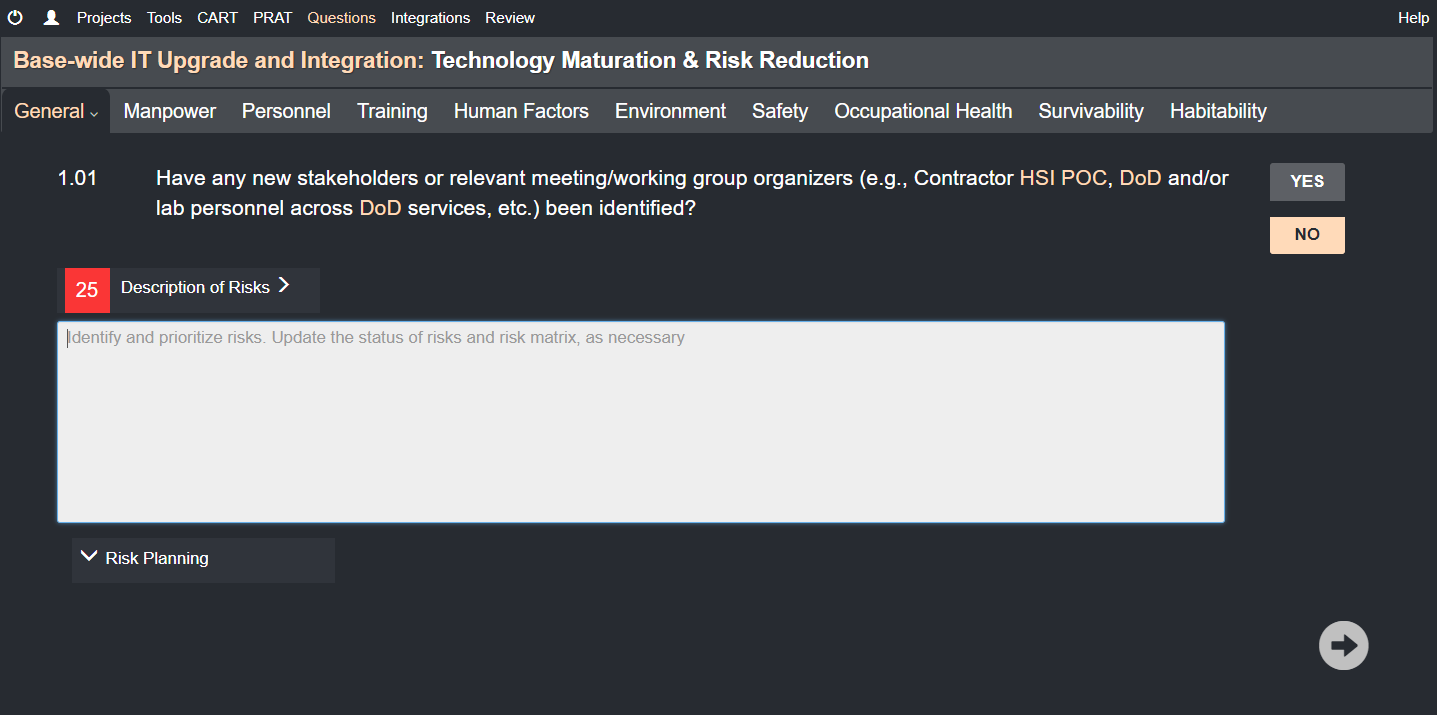 Projects Tools CART PRAT Questions Integrations Review Help
Base-wide IT Upgrade and Integration: Technology Maturation & Risk Reduction
General Manpower Personnel Training Human Factors Environment Safety Occupational Health Survivability Habitability
1.01 Have any new stakeholders or relevant meeting/working group organizers (e.g., Contractor HSI POC, DoD and/or
lab personnel across DoD services, etc.) been identified?
YES
NO
25 Description of Risks
Identify and prioritize risks. Update the status of risks and risk matrix, as necessary
Risk Planning